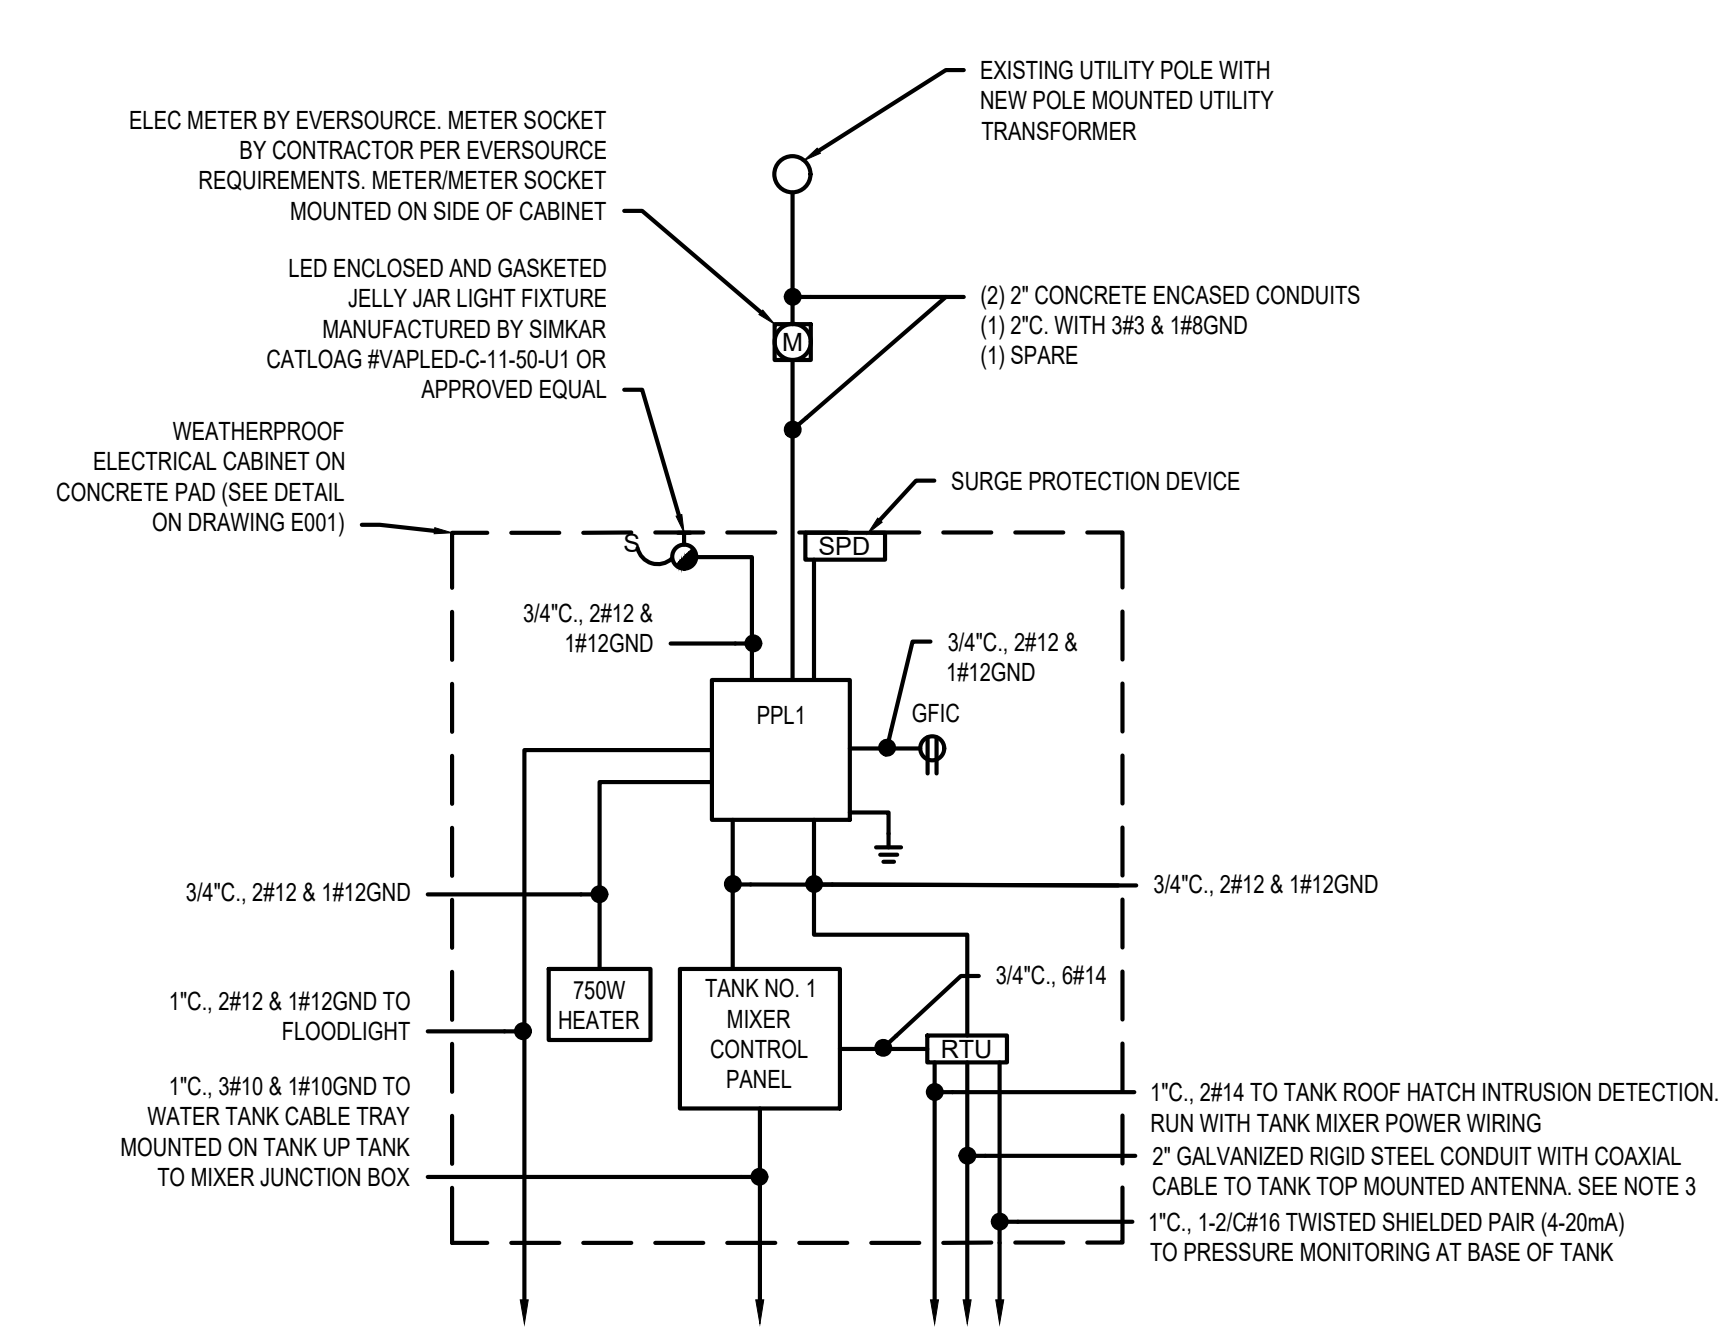 EXISTING UTILITY POLE WITH
NEW POLE MOUNTED UTILITY
TRANSFORMER
ELEC METER BY EVERSOURCE. METER SOCKET
BY CONTRACTOR PER EVERSOURCE
REQUIREMENTS. METER/METER SOCKET
MOUNTED ON SIDE OF CABINET
LED ENCLOSED AND GASKETED
JELLY JAR LIGHT FIXTURE
MANUFACTURED BY SIMKAR
CATLOAG #VAPLED-C-11-50-U1 OR
APPROVED EQUAL
(2) 2" CONCRETE ENCASED CONDUITS
(1) 2"C. WITH 3#3 & 1#8GND
(1) SPARE
M
WEATHERPROOF
ELECTRICAL CABINET ON
CONCRETE PAD (SEE DETAIL
ON DRAWING E001)
SURGE PROTECTION DEVICE
S
SPD
3/4"C., 2#12 &
1#12GND
3/4"C., 2#12 &
1#12GND
PPL1
GFIC
3/4"C., 2#12 & 1#12GND
3/4"C., 2#12 & 1#12GND
750W
HEATER
TANK NO. 1
MIXER
CONTROL
PANEL
3/4"C., 6#14
RTU
1"C., 2#12 & 1#12GND TO
FLOODLIGHT
1"C., 3#10 & 1#10GND TO
WATER TANK CABLE TRAY
MOUNTED ON TANK UP TANK
TO MIXER JUNCTION BOX
1"C., 2#14 TO TANK ROOF HATCH INTRUSION DETECTION.
RUN WITH TANK MIXER POWER WIRING
2" GALVANIZED RIGID STEEL CONDUIT WITH COAXIAL
CABLE TO TANK TOP MOUNTED ANTENNA. SEE NOTE 3
1"C., 1-2/C#16 TWISTED SHIELDED PAIR (4-20mA)
TO PRESSURE MONITORING AT BASE OF TANK